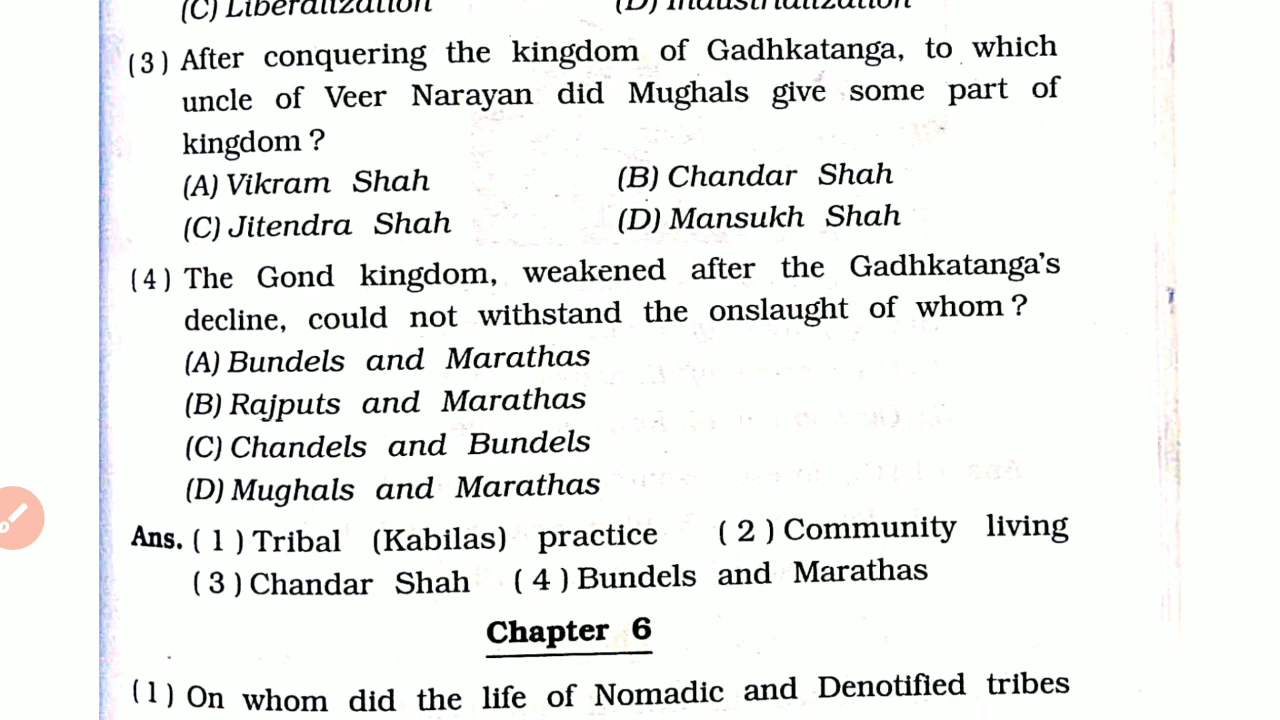 (C) Liberalization (D) Industrialization
(3) After conquering the kingdom of Gadhkatanga, to which
uncle of Veer Narayan did Mughals give some part of
kingdom ?
(A) Vikram Shah (B) Chandar Shah
(C) Jitendra Shah (D) Mansukh Shah
(4) The Gond kingdom, weakened after the Gadhkatanga's
decline, could not withstand the onslaught of whom ?
(A) Bundels and Marathas
(B) Rajputs and Marathas
(C) Chandels and Bundels
(D) Mughals and Marathas
Ans. (1) Tribal (Kabilas) practice (2) Community living
(3) Chandar Shah (4) Bundels and Marathas
Chapter 6
(1) On whom did the life of Nomadic and Denotified tribes